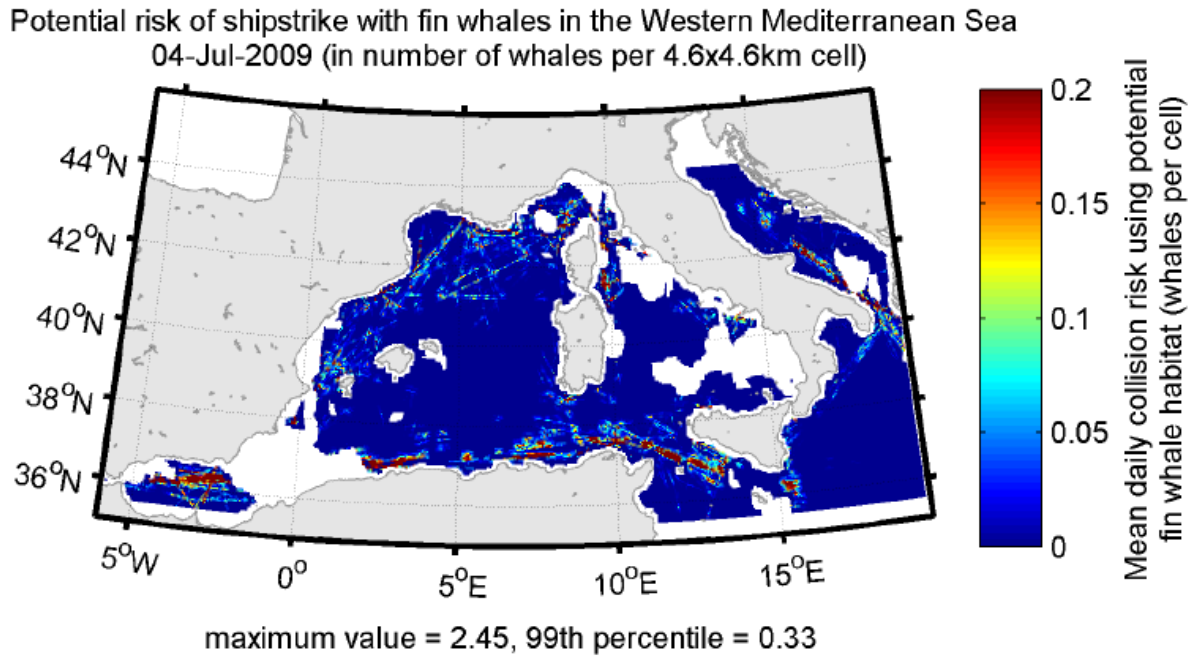 Potential risk of shipstrike with fin whales in the Western Mediterranean Sea
04-Jul-2009 (in number of whales per 4.6x4.6km cell)
44°N
42°N
40°N
38°N
36°N
5°W
0°
5°E
10°E
15°E
0.2
0.15
0.1
0.05
0
Mean daily collision risk using potential
fin whale habitat (whales per cell)
maximum value = 2.45, 99th percentile = 0.33